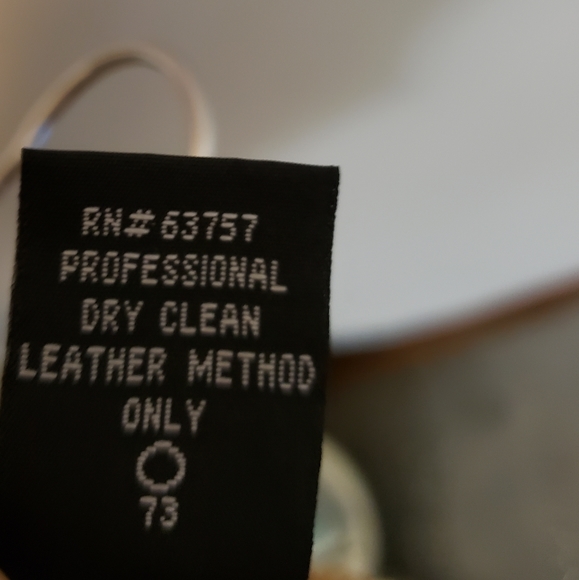 RN#63757
PROFESSIONAL
DRY CLEAN
LEATHER METHOD
ONLY
73